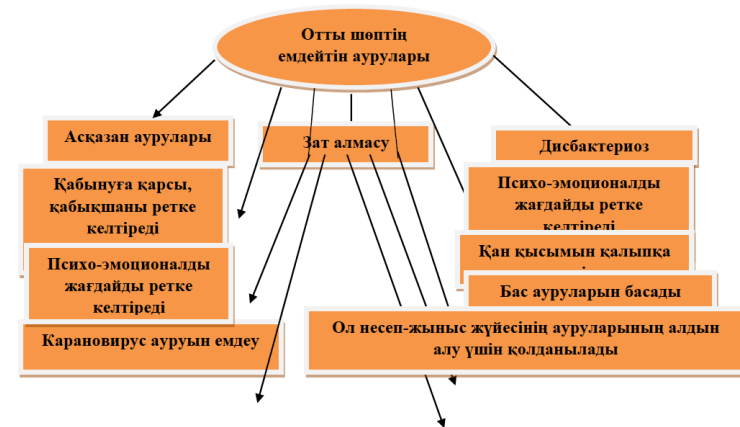 Отты шөптің
емдейтін аурулары
Асқазан аурулары
Қабынуға қарсы,
қабықшаны ретке
келтіреді
Психо-эмоционалды
жағдайды ретке
келтіреді
Карановирус ауруын емдеу
Зат алмасу
Дисбактериоз
Психо-эмоционалды
жағдайды ретке
келтіреді
Қан қысымын қалыпқа
Бас ауруларын басады
Ол несеп-жыныс жүйесінің ауруларының алдын
алу үшін қолданылады